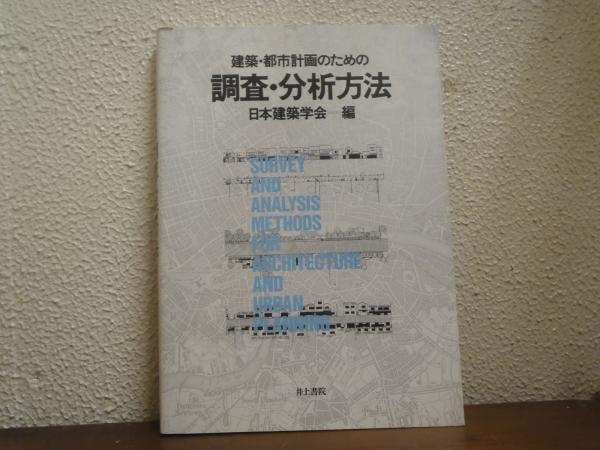 建築・都市計画のための
調査・分析方法
日本建築学会 編
SURVEY
AND
ANALYSIS
METHODS
FOR
ARCHITECTURE
AND
URBAN
PLANNING
井上書院